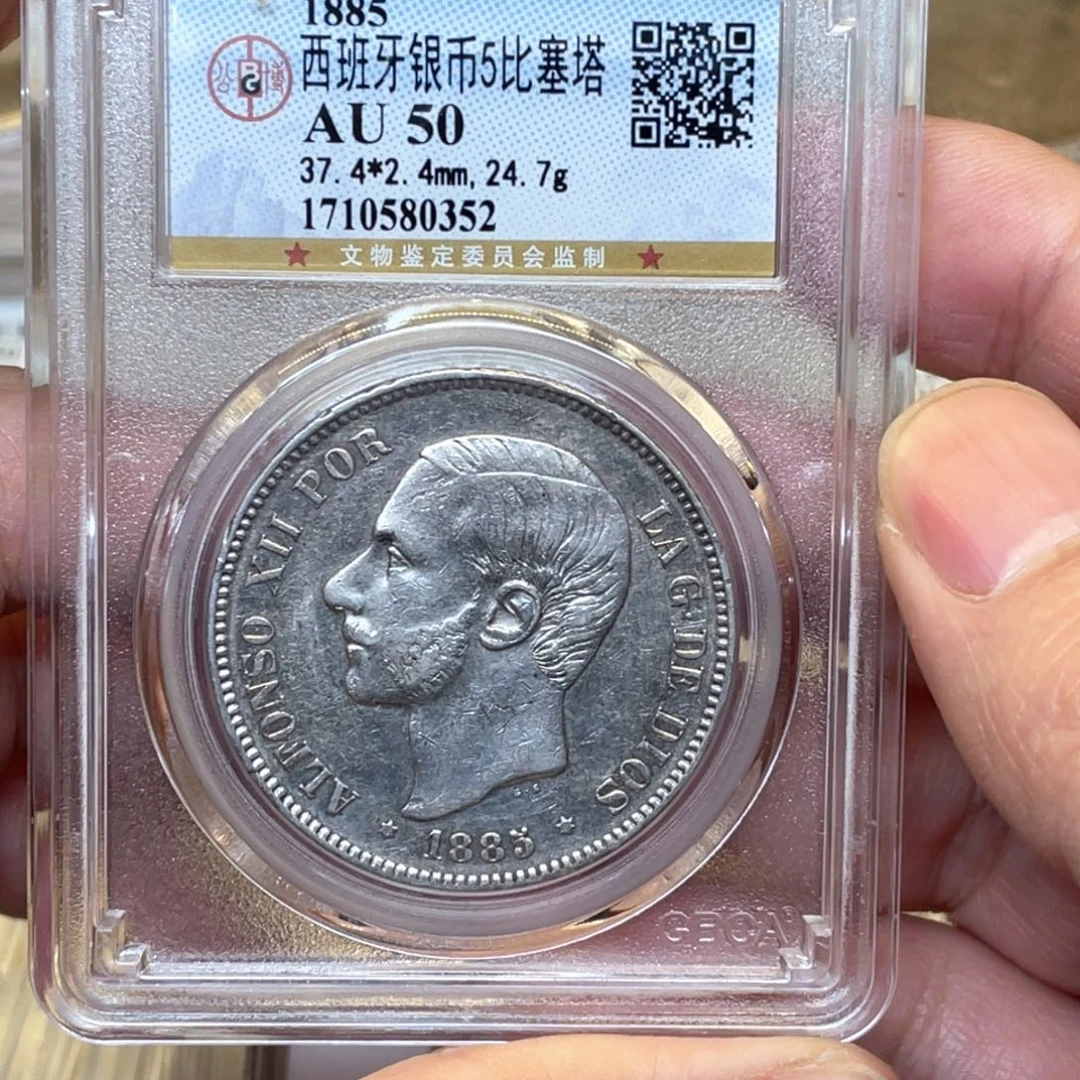 1885
西班牙银币5比塞塔
AU 50
37.4*2.4mm,24.7g
1710580352
★ 文物鉴定委员会监制 ★
ALFONSO XII POR LA G. DE DIOS
1885
GBCA